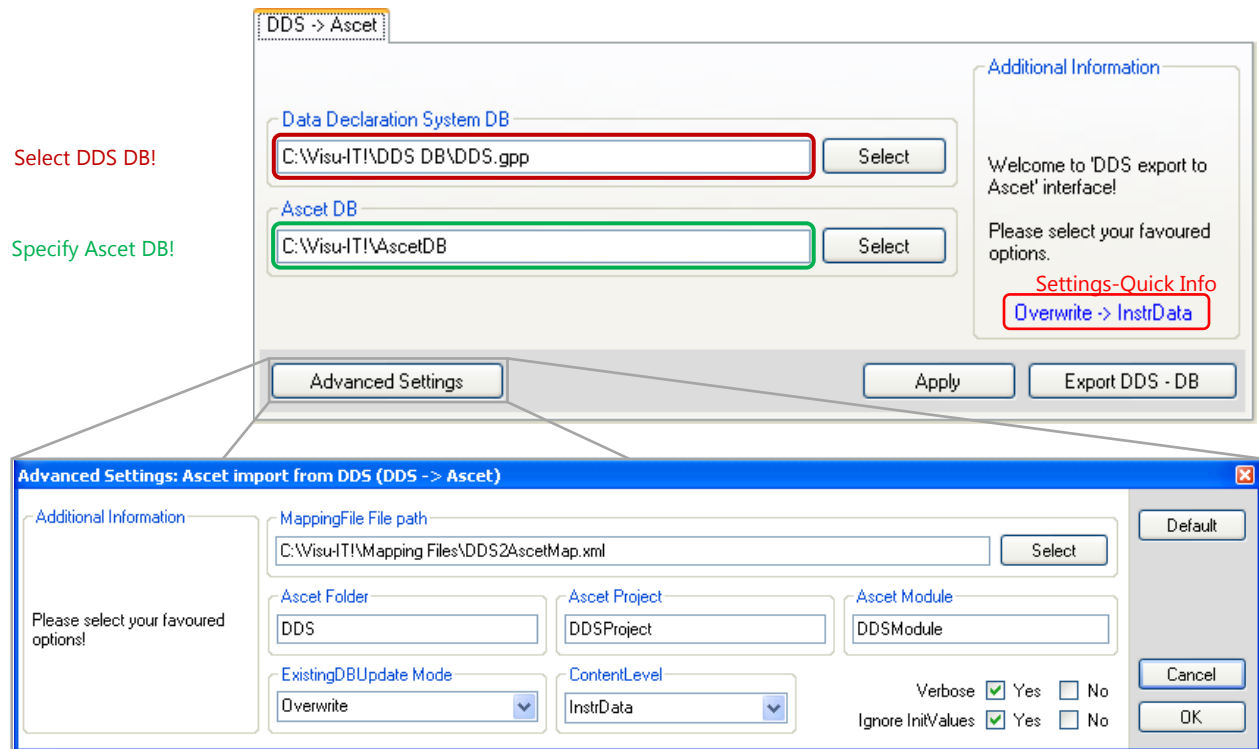 DDS -> Ascet
Additional Information
Data Declaration System DB
Select DDS DB!
C:\Visu-IT!\DDS DB\DDS.gpp
Select
Welcome to 'DDS export to
Ascet' interface!
Ascet DB
Specify Ascet DB!
C:\Visu-IT!\AscetDB
Select
Please select your favoured
options.
Settings-Quick Info
Overwrite -> InstrData
Advanced Settings
Apply
Export DDS - DB
Advanced Settings: Ascet import from DDS (DDS -> Ascet)
Additional Information
Please select your favoured
options!
MappingFile File path
C:\Visu-IT!\Mapping Files\DDS2AscetMap.xml
Select
Default
Ascet Folder
DDS
Ascet Project
DDSProject
Ascet Module
DDSModule
ExistingDBUpdate Mode
Overwrite
ContentLevel
InstrData
Verbose Yes No
Ignore InitValues Yes No
Cancel
OK